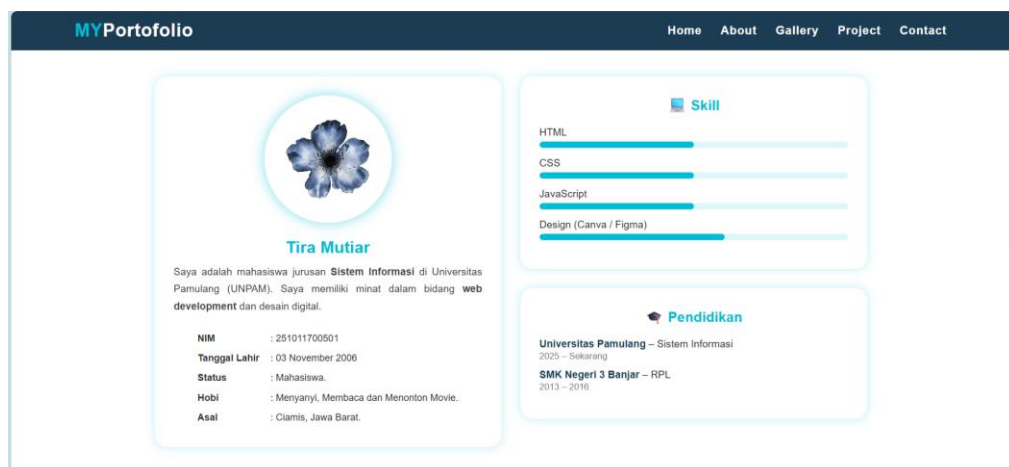 MYPortofolio
Home About Gallery Project Contact
Tira Mutiar
Saya adalah mahasiswa jurusan Sistem Informasi di Universitas
Pamulang (UNPAM). Saya memiliki minat dalam bidang web
development dan desain digital.
NIM : 251011700501
Tanggal Lahir : 03 November 2006
Status : Mahasiswa.
Hobi : Menyanyi, Membaca dan Menonton Movie.
Asal : Ciamis, Jawa Barat.
Skill
HTML
CSS
JavaScript
Design (Canva / Figma)
Pendidikan
Universitas Pamulang – Sistem Informasi
2025 – Sekarang
SMK Negeri 3 Banjar – RPL
2013 – 2016